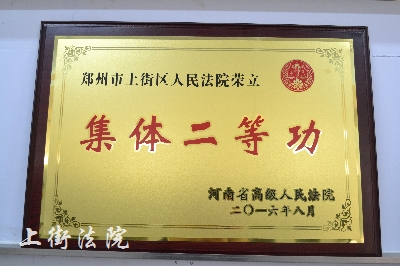 郑州市上街区人民法院荣立
集体二等功
河南省高级人民法院
二〇一六年八月
上街法院